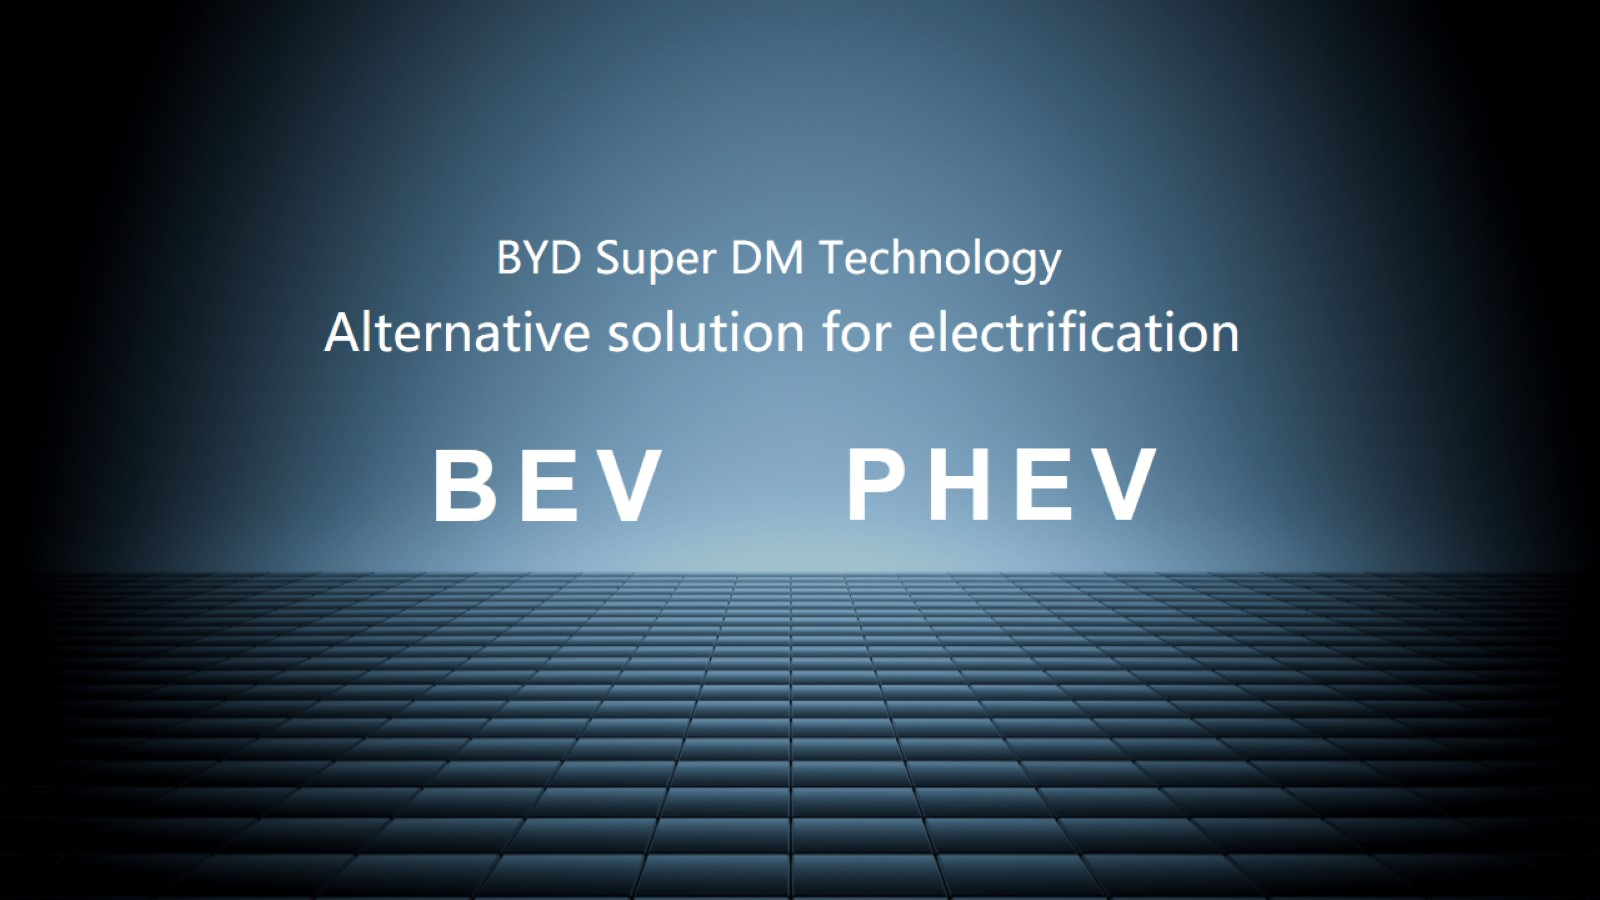 BYD Super DM Technology
Alternative solution for electrification
BEV PHEV